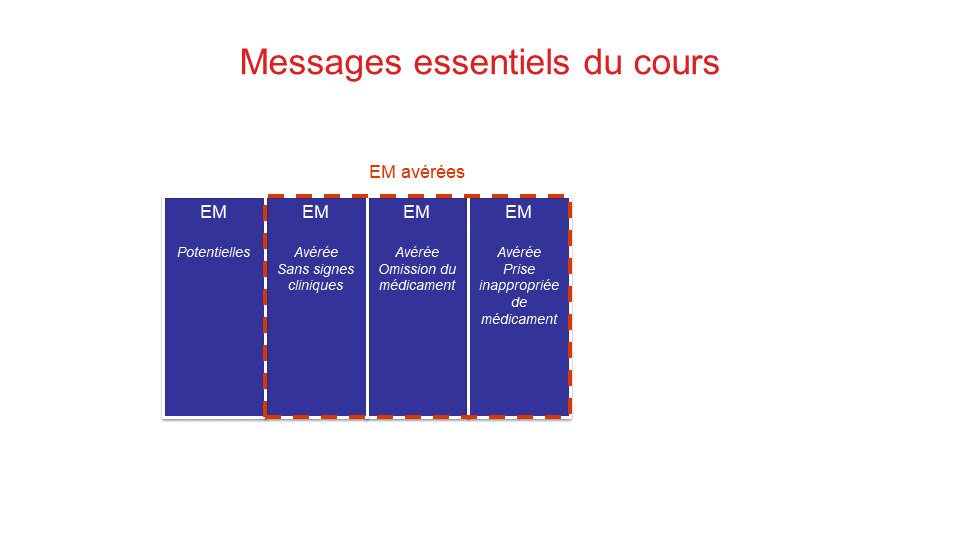 Messages essentiels du cours
EM avérées
EM
Potentielles
EM
Avérée
Sans signes
cliniques
EM
Avérée
Omission du
médicament
EM
Avérée
Prise
inappropriée
de
médicament